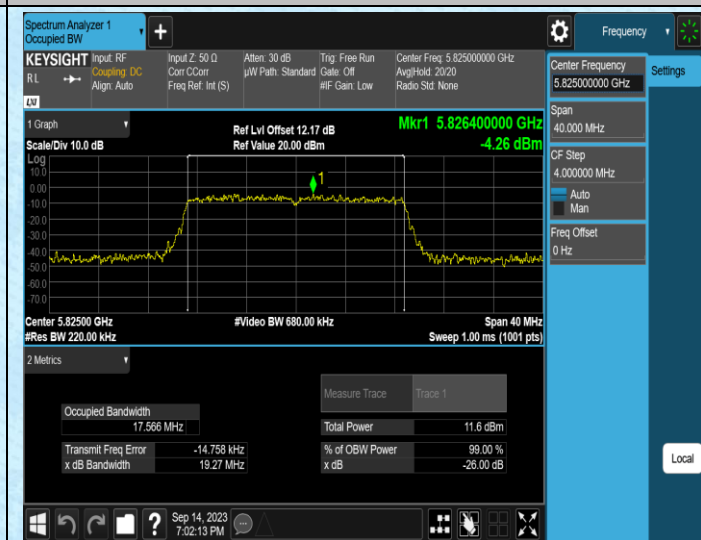 Spectrum Analyzer 1
Occupied BW
+
Frequency
KEYSIGHT
R L
LXI
Input: RF
Coupling: DC
Align: Auto
Input Z: 50 Ω
Corr CCorr
Freq Ref: Int (S)
Atten: 30 dB
µW Path: Standard
Trig: Free Run
Gate: Off
#IF Gain: Low
Center Freq: 5.825000000 GHz
Avg|Hold: 20/20
Radio Std: None
Center Frequency
5.825000000 GHz
Settings
Span
40.000 MHz
CF Step
4.000000 MHz
Auto
Man
Freq Offset
0 Hz
Local
1 Graph
Scale/Div 10.0 dB
Ref Lvl Offset 12.17 dB
Ref Value 20.00 dBm
Mkr1 5.826400000 GHz
-4.26 dBm
Log
10.0
0.00
-10.0
-20.0
-30.0
-40.0
-50.0
-60.0
-70.0
1
Center 5.82500 GHz
#Res BW 220.00 kHz
#Video BW 680.00 kHz
Span 40 MHz
Sweep 1.00 ms (1001 pts)
2 Metrics
Measure Trace
Trace 1
Occupied Bandwidth
17.566 MHz
Total Power
11.6 dBm
Transmit Freq Error
-14.758 kHz
% of OBW Power
99.00 %
x dB Bandwidth
19.27 MHz
x dB
-26.00 dB
?
Sep 14, 2023
7:02:13 PM